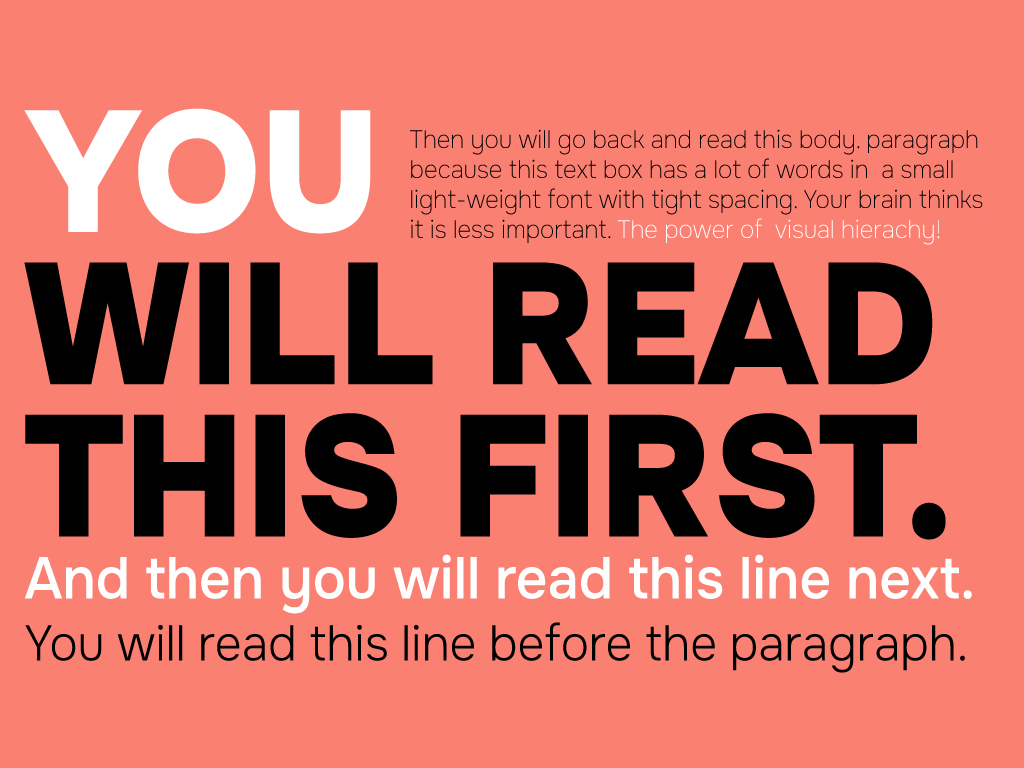 YOU
WILL READ
THIS FIRST.
And then you will read this line next.
You will read this line before the paragraph.
Then you will go back and read this body. paragraph
because this text box has a lot of words in  a small
light-weight font with tight spacing. Your brain thinks
it is less important. The power of  visual hierachy!